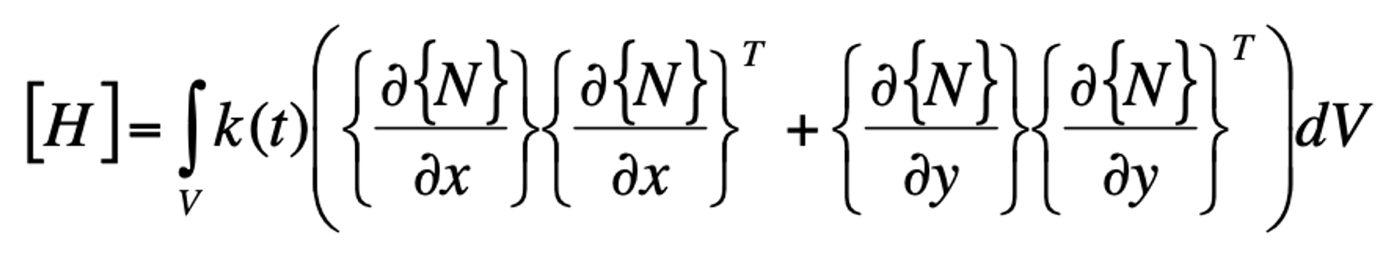 [H] = ∫_V k(t) ( { ∂{N}/∂x } { ∂{N}/∂x }^T + { ∂{N}/∂y } { ∂{N}/∂y }^T ) dV